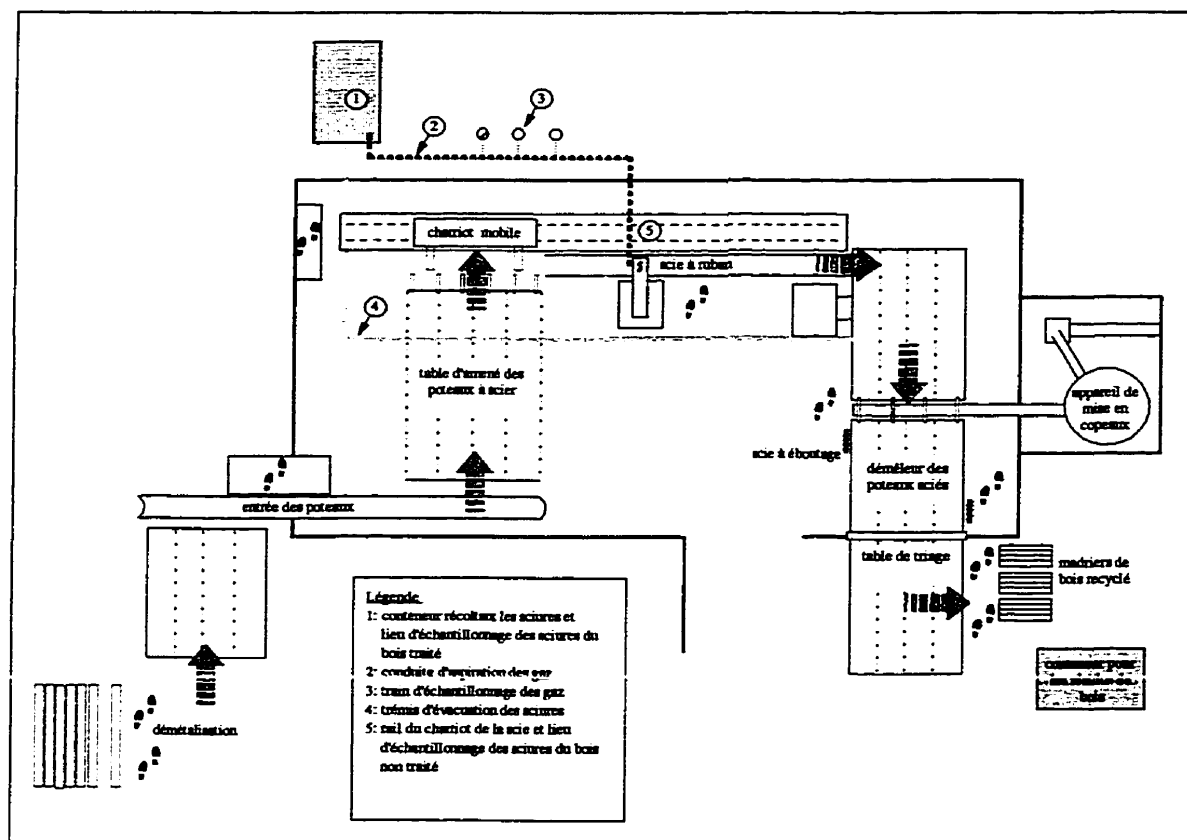 1
2
3
chariot mobile
5
scie à ruban
4
table d'amené des
poteaux à scier
appareil de
mise en
copeaux
scie à éboutage
démêleur des
poteaux sciés
entrée des poteaux
table de triage
madriers de
bois recyclé
Légende
1: conteneur récoltant les sciures et
lieu d'échantillonnage des sciures du
bois traité
2: conduite d'aspiration des gaz
3: train d'échantillonnage des gaz
4: trémis d'évacuation des sciures
5: rail du chariot de la scie et lieu
d'échantillonnage des sciures du bois
non traité
démétalisation
conteneur pour
bois